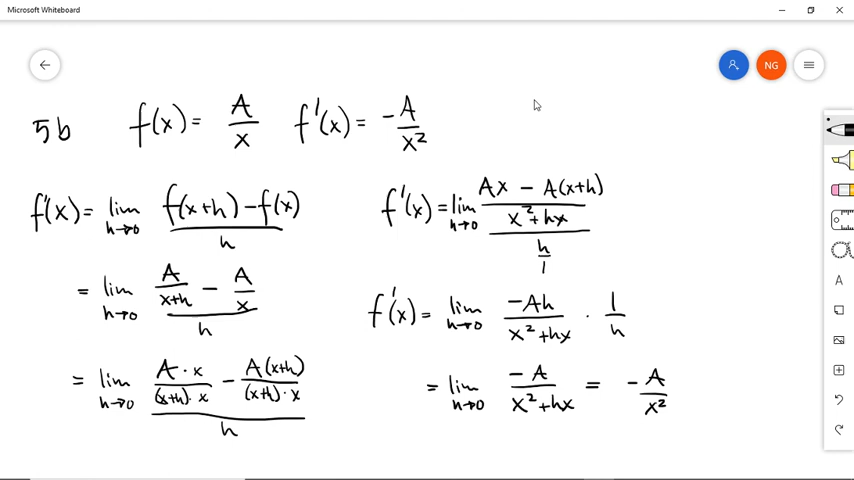 Microsoft Whiteboard
NG
5b f(x) = A/x f'(x) = -A/x²
f'(x) = lim h→0 (f(x+h) - f(x))/h
= lim h→0 (A/(x+h) - A/x)/h
= lim h→0 ((A·x)/((x+h)·x) - A(x+h)/((x+h)·x))/h
f'(x) = lim h→0 ((Ax - A(x+h))/(x²+hx))/(h/1)
f'(x) = lim h→0 -Ah/(x²+hx) · 1/h
= lim h→0 -A/(x²+hx) = -A/x²
A